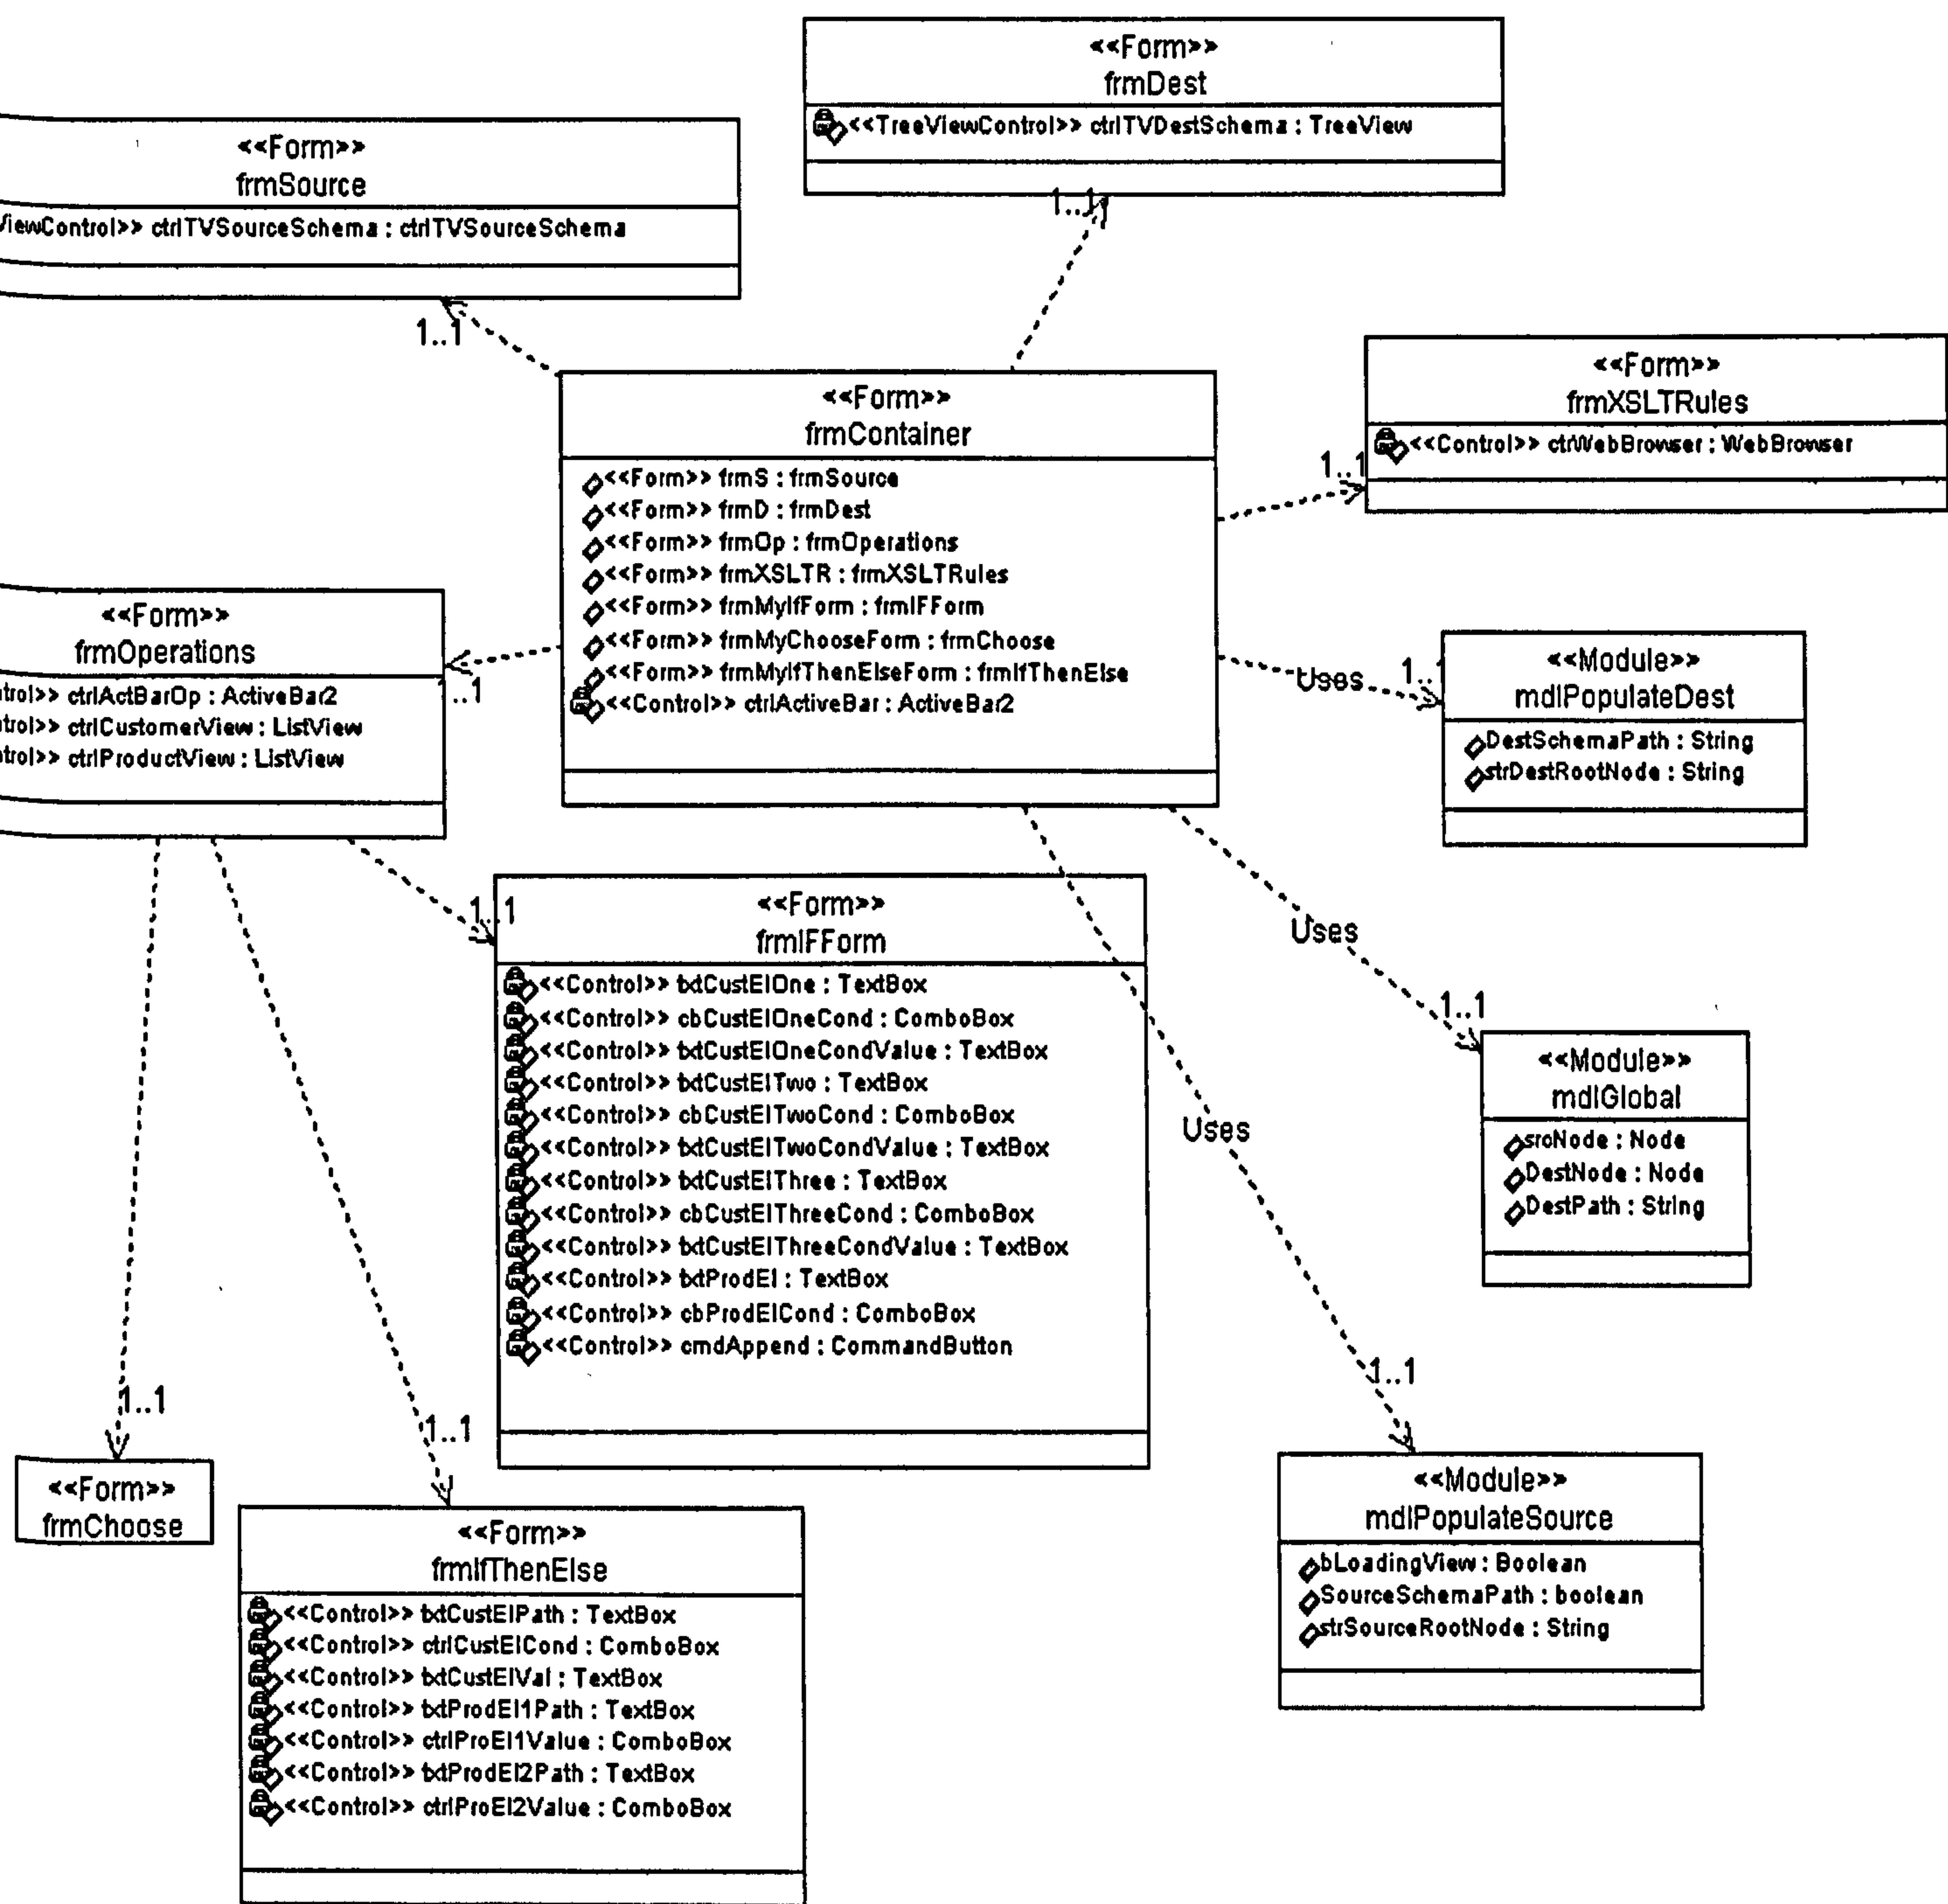 <<Form>>
frmDest
<<TreeViewControl>> ctrlTVDestSchema : TreeView
<<Form>>
frmSource
ViewControl>> ctrlTVSourceSchema : ctrlTVSourceSchema
1..1
1..1
<<Form>>
frmContainer
<<Form>> frmS : frmSource
<<Form>> frmD : frmDest
<<Form>> frmOp : frmOperations
<<Form>> frmXSLTR : frmXSLTRules
<<Form>> frmMyIfForm : frmIFForm
<<Form>> frmMyChooseForm : frmChoose
<<Form>> frmMyIfThenElseForm : frmIfThenElse
<<Control>> ctrlActiveBar : ActiveBar2
<<Form>>
frmXSLTRules
<<Control>> ctrWebBrowser : WebBrowser
1..1
<<Form>>
frmOperations
trol>> ctrlActBarOp : ActiveBar2
trol>> ctrlCustomerView : ListView
trol>> ctrlProductView : ListView
..1
Uses
1..
<<Module>>
mdlPopulateDest
DestSchemaPath : String
strDestRootNode : String
1..1
<<Form>>
frmIFForm
<<Control>> txtCustElOne : TextBox
<<Control>> cbCustElOneCond : ComboBox
<<Control>> txtCustElOneCondValue : TextBox
<<Control>> txtCustElTwo : TextBox
<<Control>> cbCustElTwoCond : ComboBox
<<Control>> txtCustElTwoCondValue : TextBox
<<Control>> txtCustElThree : TextBox
<<Control>> cbCustElThreeCond : ComboBox
<<Control>> txtCustElThreeCondValue : TextBox
<<Control>> txtProdEl : TextBox
<<Control>> cbProdElCond : ComboBox
<<Control>> cmdAppend : CommandButton
Uses
1..1
<<Module>>
mdlGlobal
srcNode : Node
DestNode : Node
DestPath : String
Uses
1..1
<<Module>>
mdlPopulateSource
bLoadingView : Boolean
SourceSchemaPath : boolean
strSourceRootNode : String
1..1
<<Form>>
frmChoose
1..1
<<Form>>
frmIfThenElse
<<Control>> txtCustElPath : TextBox
<<Control>> ctrlCustElCond : ComboBox
<<Control>> txtCustElVal : TextBox
<<Control>> txtProdEl1Path : TextBox
<<Control>> ctrlProEl1Value : ComboBox
<<Control>> txtProdEl2Path : TextBox
<<Control>> ctrlProEl2Value : ComboBox